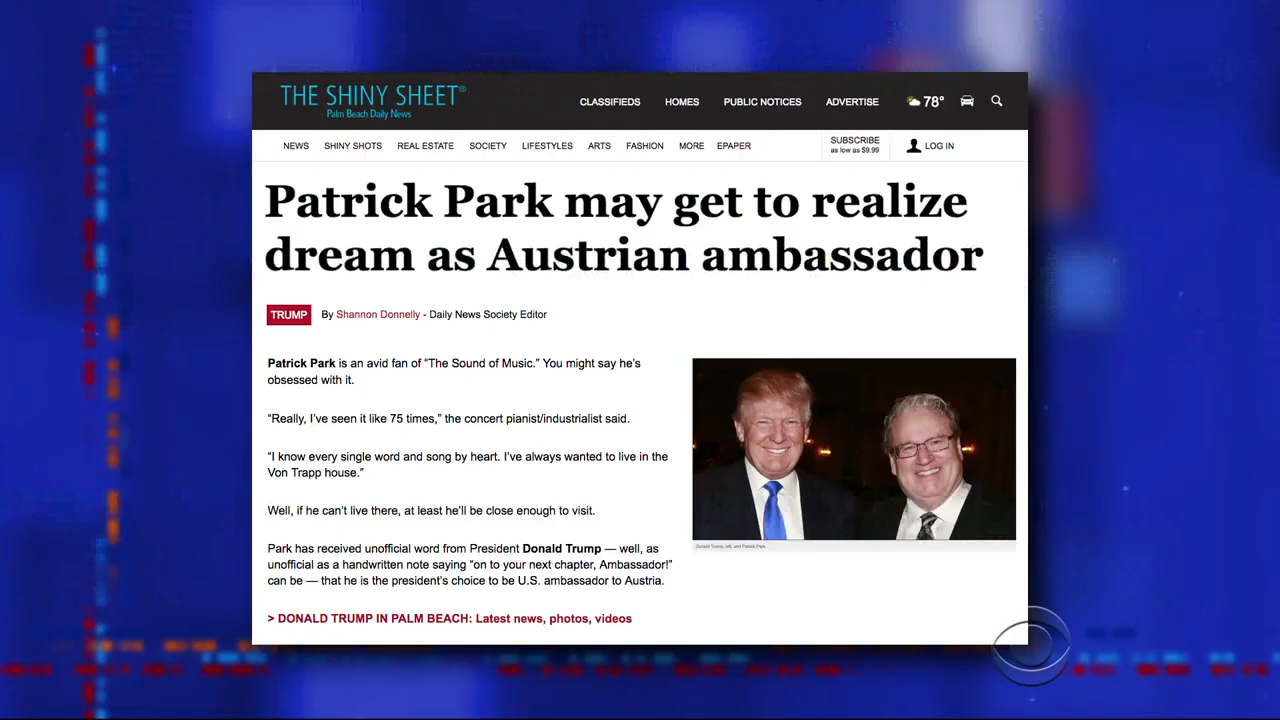 THE SHINY SHEET®
Palm Beach Daily News
CLASSIFIEDS HOMES PUBLIC NOTICES ADVERTISE 78°
NEWS SHINY SHOTS REAL ESTATE SOCIETY LIFESTYLES ARTS FASHION MORE EPAPER SUBSCRIBE
as low as $9.99
LOG IN
Patrick Park may get to realize
dream as Austrian ambassador
TRUMP By Shannon Donnelly - Daily News Society Editor
Patrick Park is an avid fan of “The Sound of Music.” You might say he’s
obsessed with it.
“Really, I’ve seen it like 75 times,” the concert pianist/industrialist said.
“I know every single word and song by heart. I’ve always wanted to live in the
Von Trapp house.”
Well, if he can’t live there, at least he’ll be close enough to visit.
Park has received unofficial word from President Donald Trump — well, as
unofficial as a handwritten note saying “on to your next chapter, Ambassador!”
can be — that he is the president’s choice to be U.S. ambassador to Austria.
> DONALD TRUMP IN PALM BEACH: Latest news, photos, videos
Donald Trump, left, and Patrick Park.